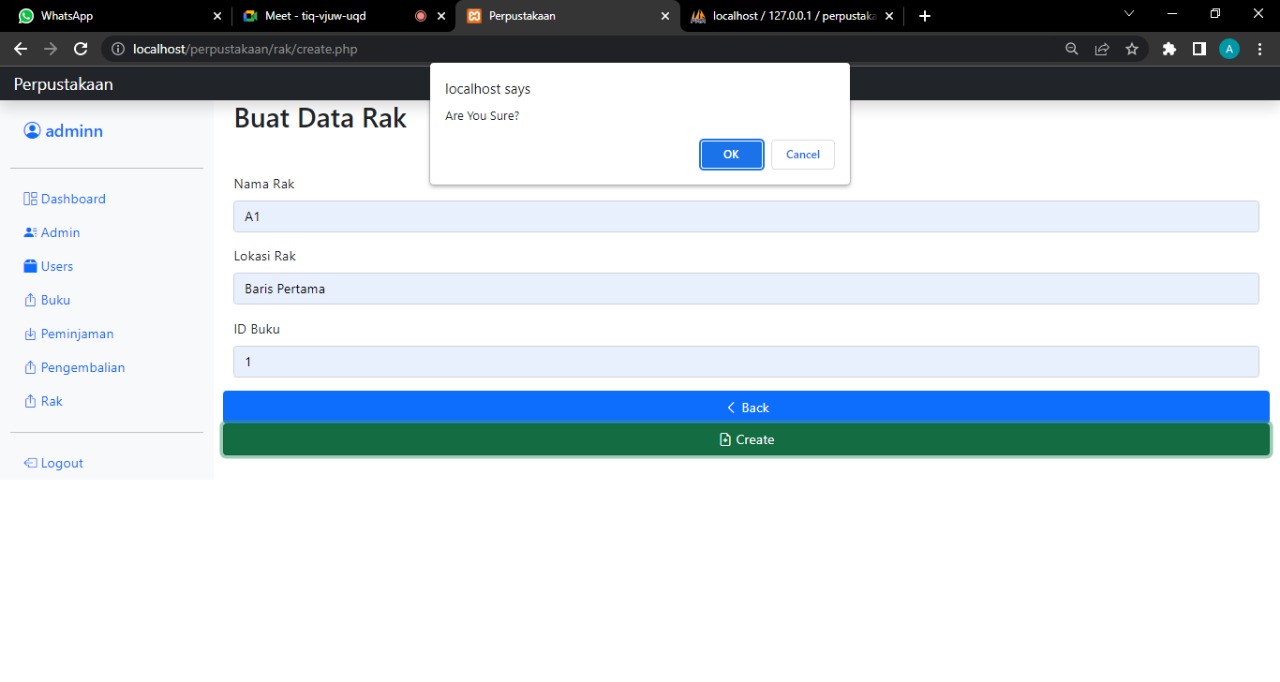 WhatsApp
Meet - tiq-vjuw-uqd
Perpustakaan
localhost / 127.0.0.1 / perpustaka
localhost/perpustakaan/rak/create.php
A
Perpustakaan
localhost says
Are You Sure?
OK
Cancel
adminn
Dashboard
Admin
Users
Buku
Peminjaman
Pengembalian
Rak
Logout
Buat Data Rak
Nama Rak
A1
Lokasi Rak
Baris Pertama
ID Buku
1
Back
Create